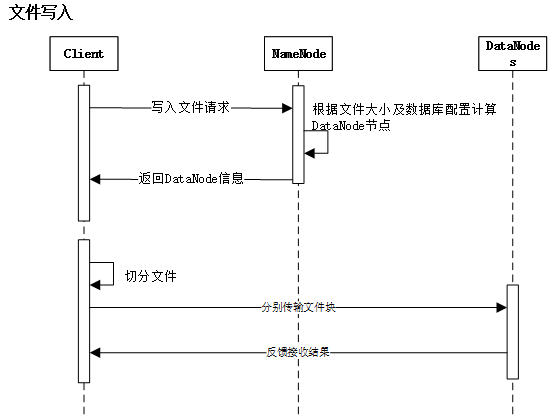 文件写入
Client
NameNode
DataNode
s
写入文件请求
根据文件大小及数据库配置计算
DataNode节点
返回DataNode信息
切分文件
分别传输文件块
反馈接收结果